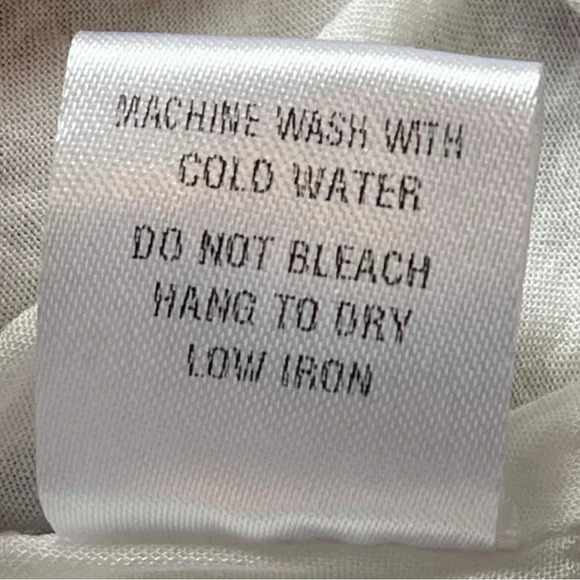 MACHINE WASH WITH
COLD WATER
DO NOT BLEACH
HANG TO DRY
LOW IRON